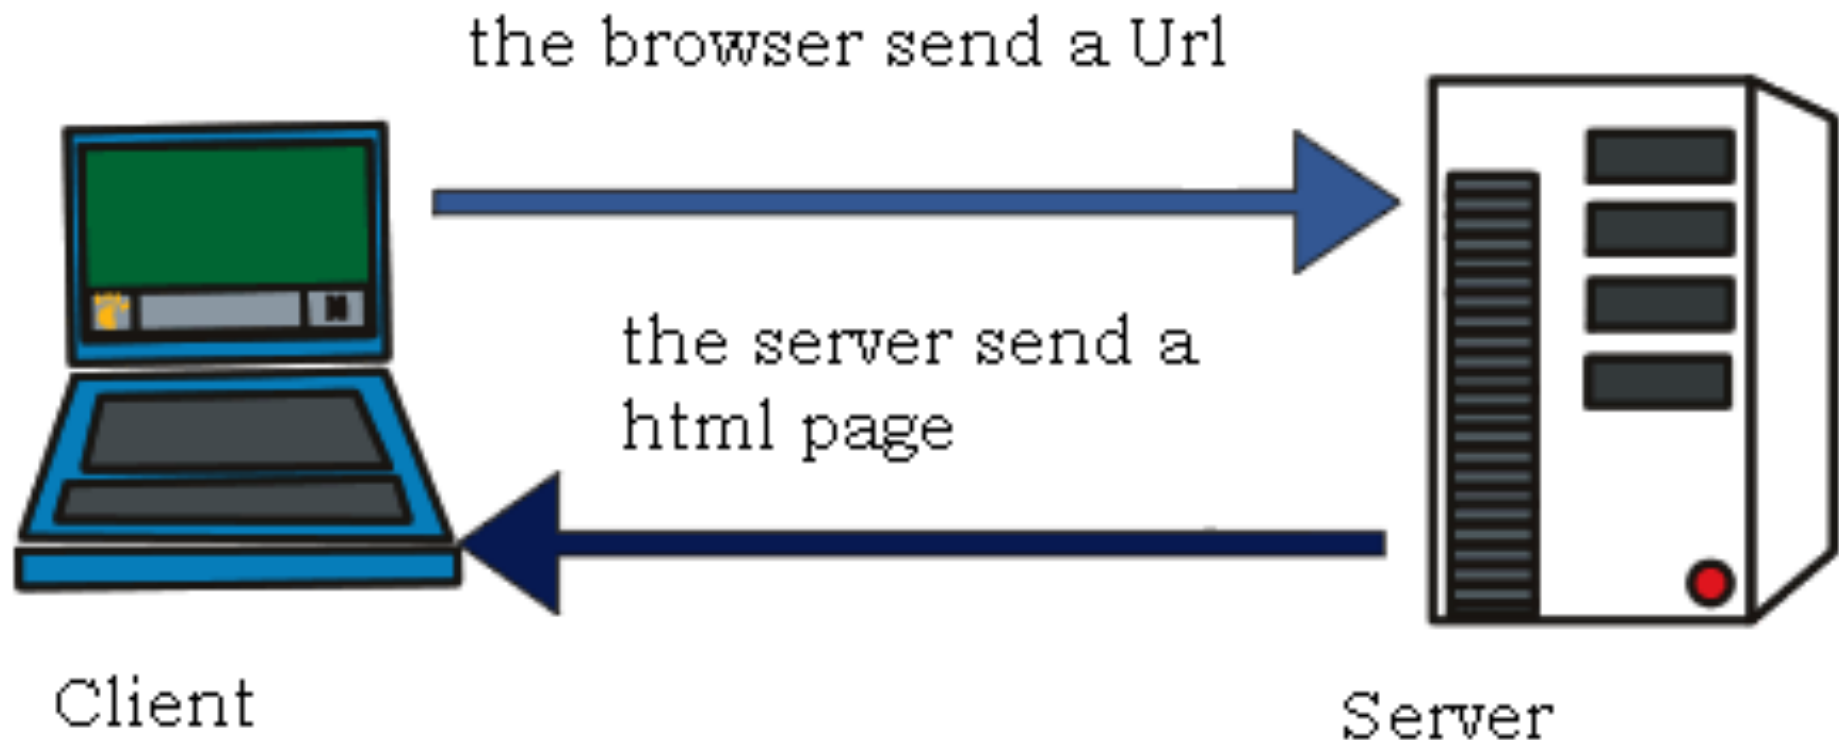 the browser send a Url
the server send a
html page
Client
Server